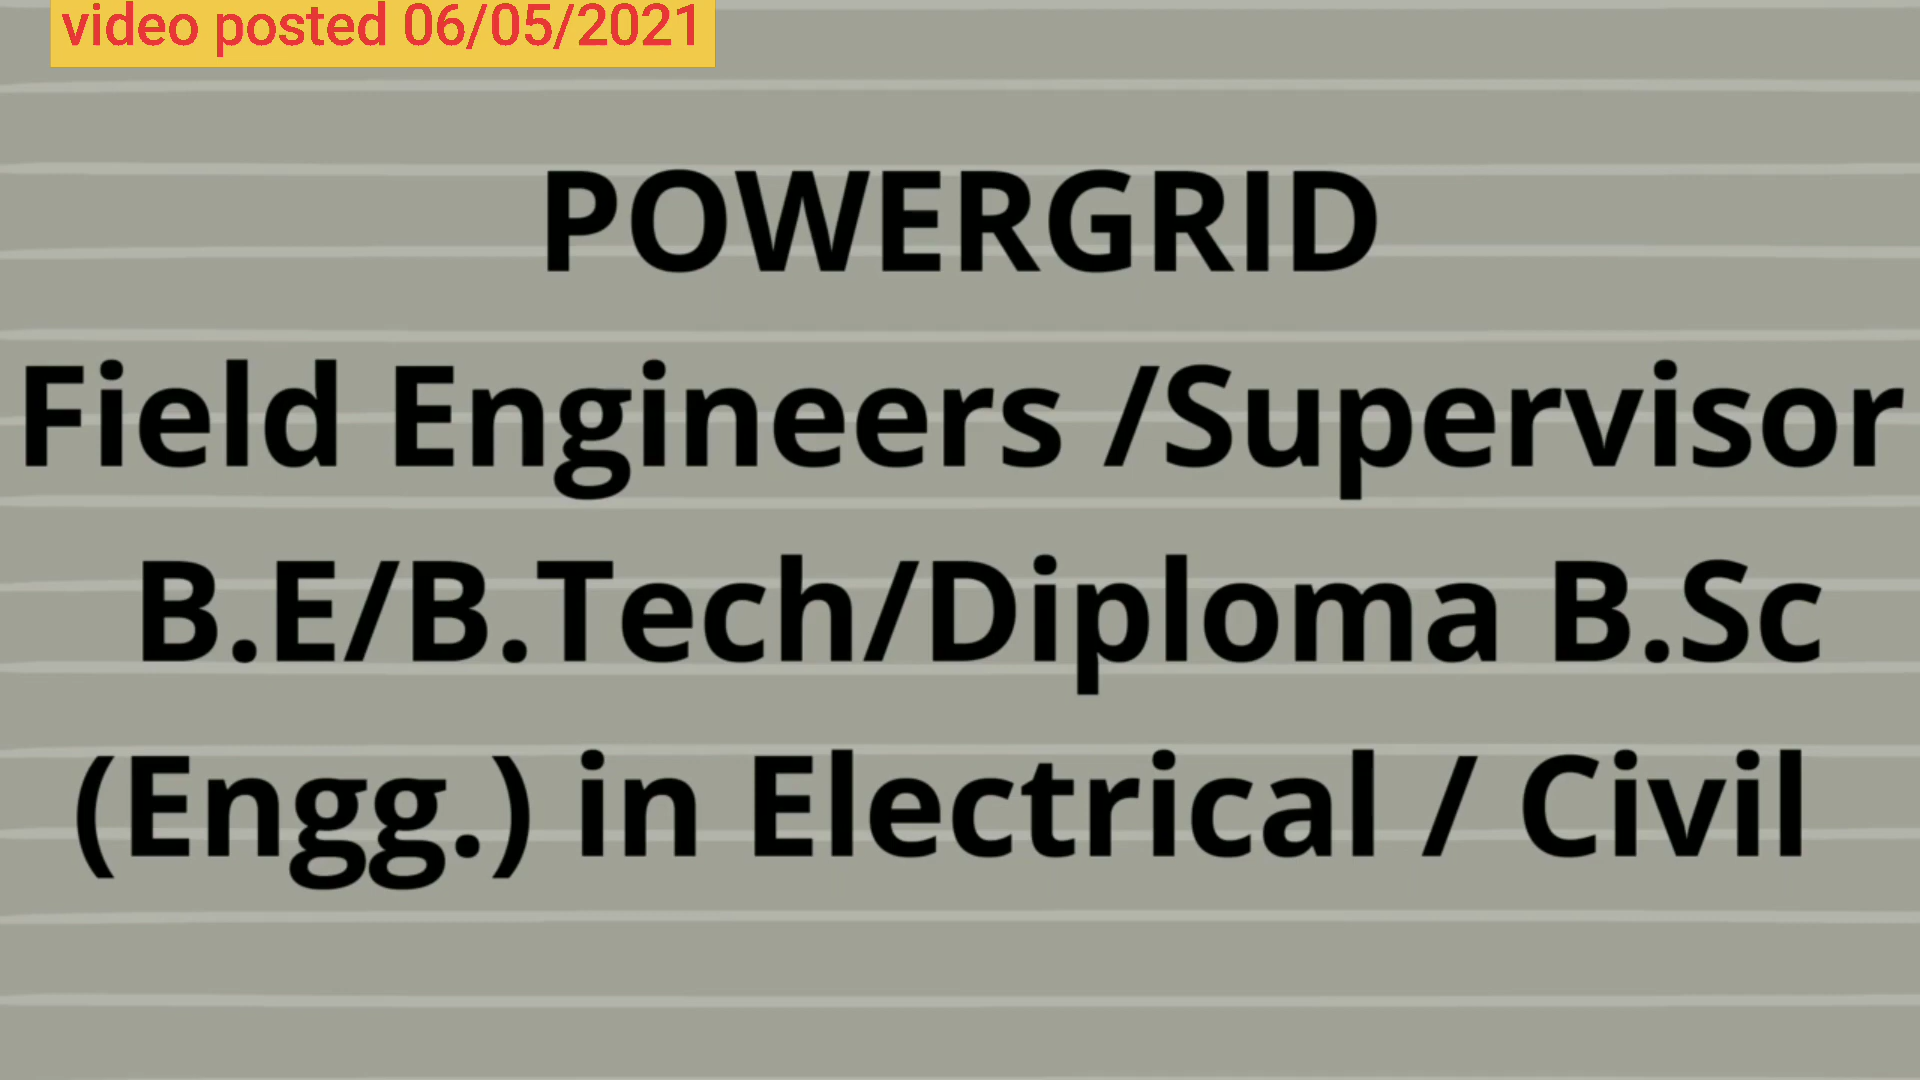 video posted 06/05/2021
POWERGRID
Field Engineers /Supervisor
B.E/B.Tech/Diploma B.Sc
(Engg.) in Electrical / Civil